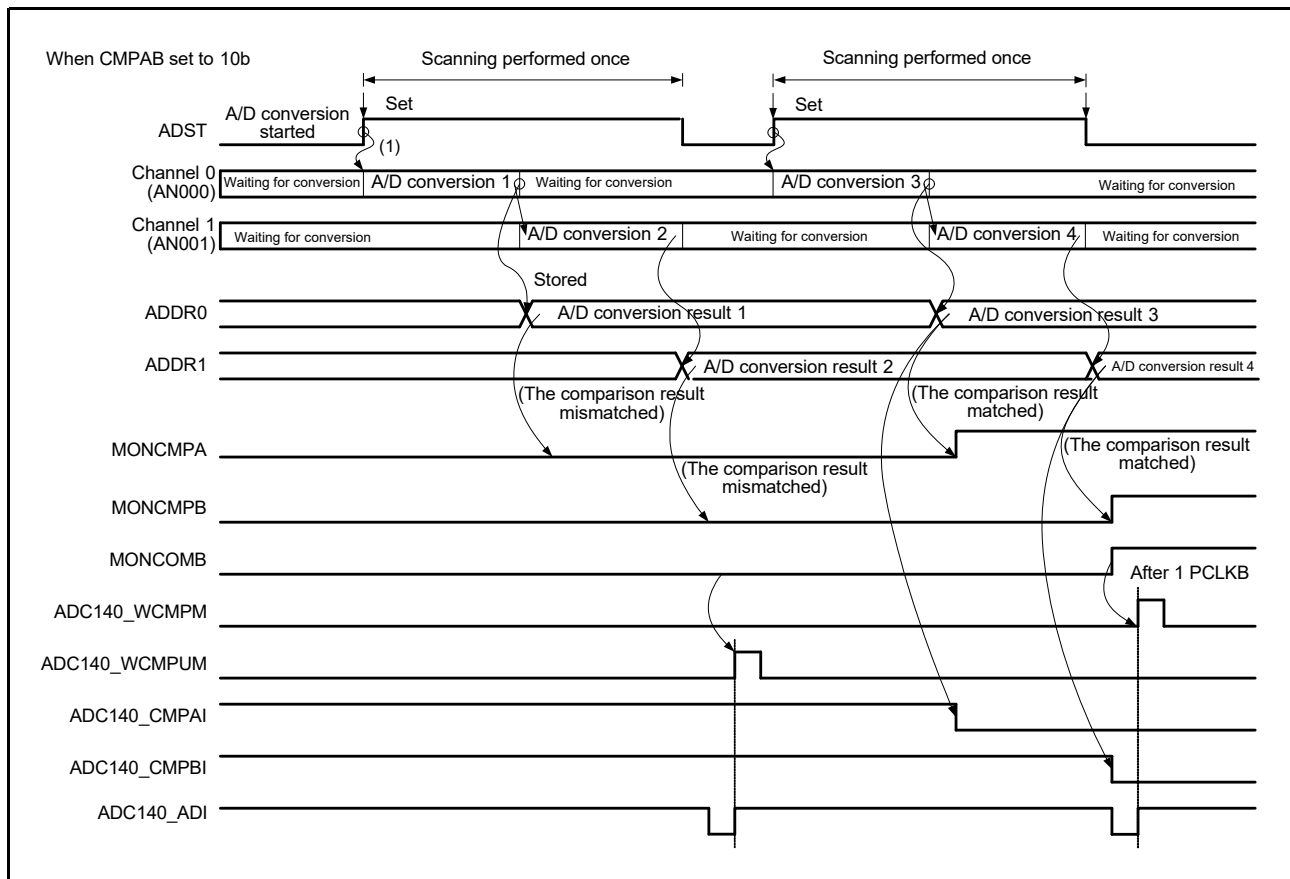 When CMPAB set to 10b
Scanning performed once
Scanning performed once
A/D conversion
started
Set
Set
ADST
(1)
Channel 0
(AN000)
Waiting for conversion
A/D conversion 1
Waiting for conversion
A/D conversion 3
Waiting for conversion
Channel 1
(AN001)
Waiting for conversion
A/D conversion 2
Waiting for conversion
A/D conversion 4
Waiting for conversion
Stored
ADDR0
A/D conversion result 1
A/D conversion result 3
ADDR1
A/D conversion result 2
A/D conversion result 4
(The comparison result
mismatched)
(The comparison result
matched)
MONCMPA
(The comparison result
mismatched)
(The comparison result
matched)
MONCMPB
MONCOMB
After 1 PCLKB
ADC140_WCMPM
ADC140_WCMPUM
ADC140_CMPAI
ADC140_CMPBI
ADC140_ADI